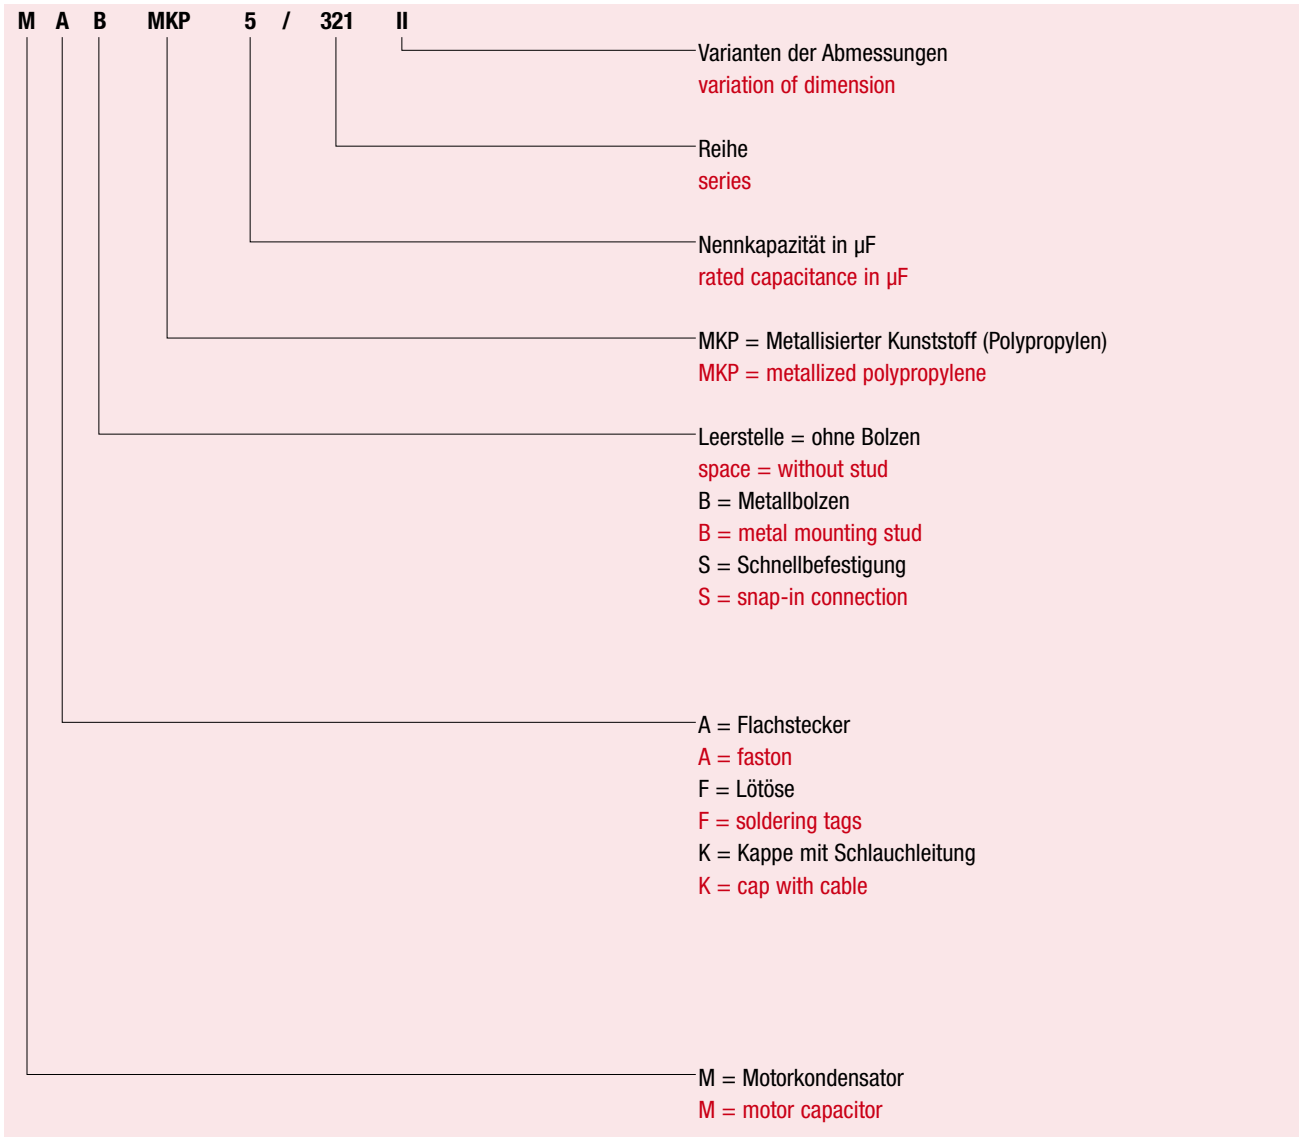 M A B MKP 5 / 321 II
Varianten der Abmessungen
variation of dimension
Reihe
series
Nennkapazität in µF
rated capacitance in µF
MKP = Metallisierter Kunststoff (Polypropylen)
MKP = metallized polypropylene
Leerstelle = ohne Bolzen
space = without stud
B = Metallbolzen
B = metal mounting stud
S = Schnellbefestigung
S = snap-in connection
A = Flachstecker
A = faston
F = Lötöse
F = soldering tags
K = Kappe mit Schlauchleitung
K = cap with cable
M = Motorkondensator
M = motor capacitor